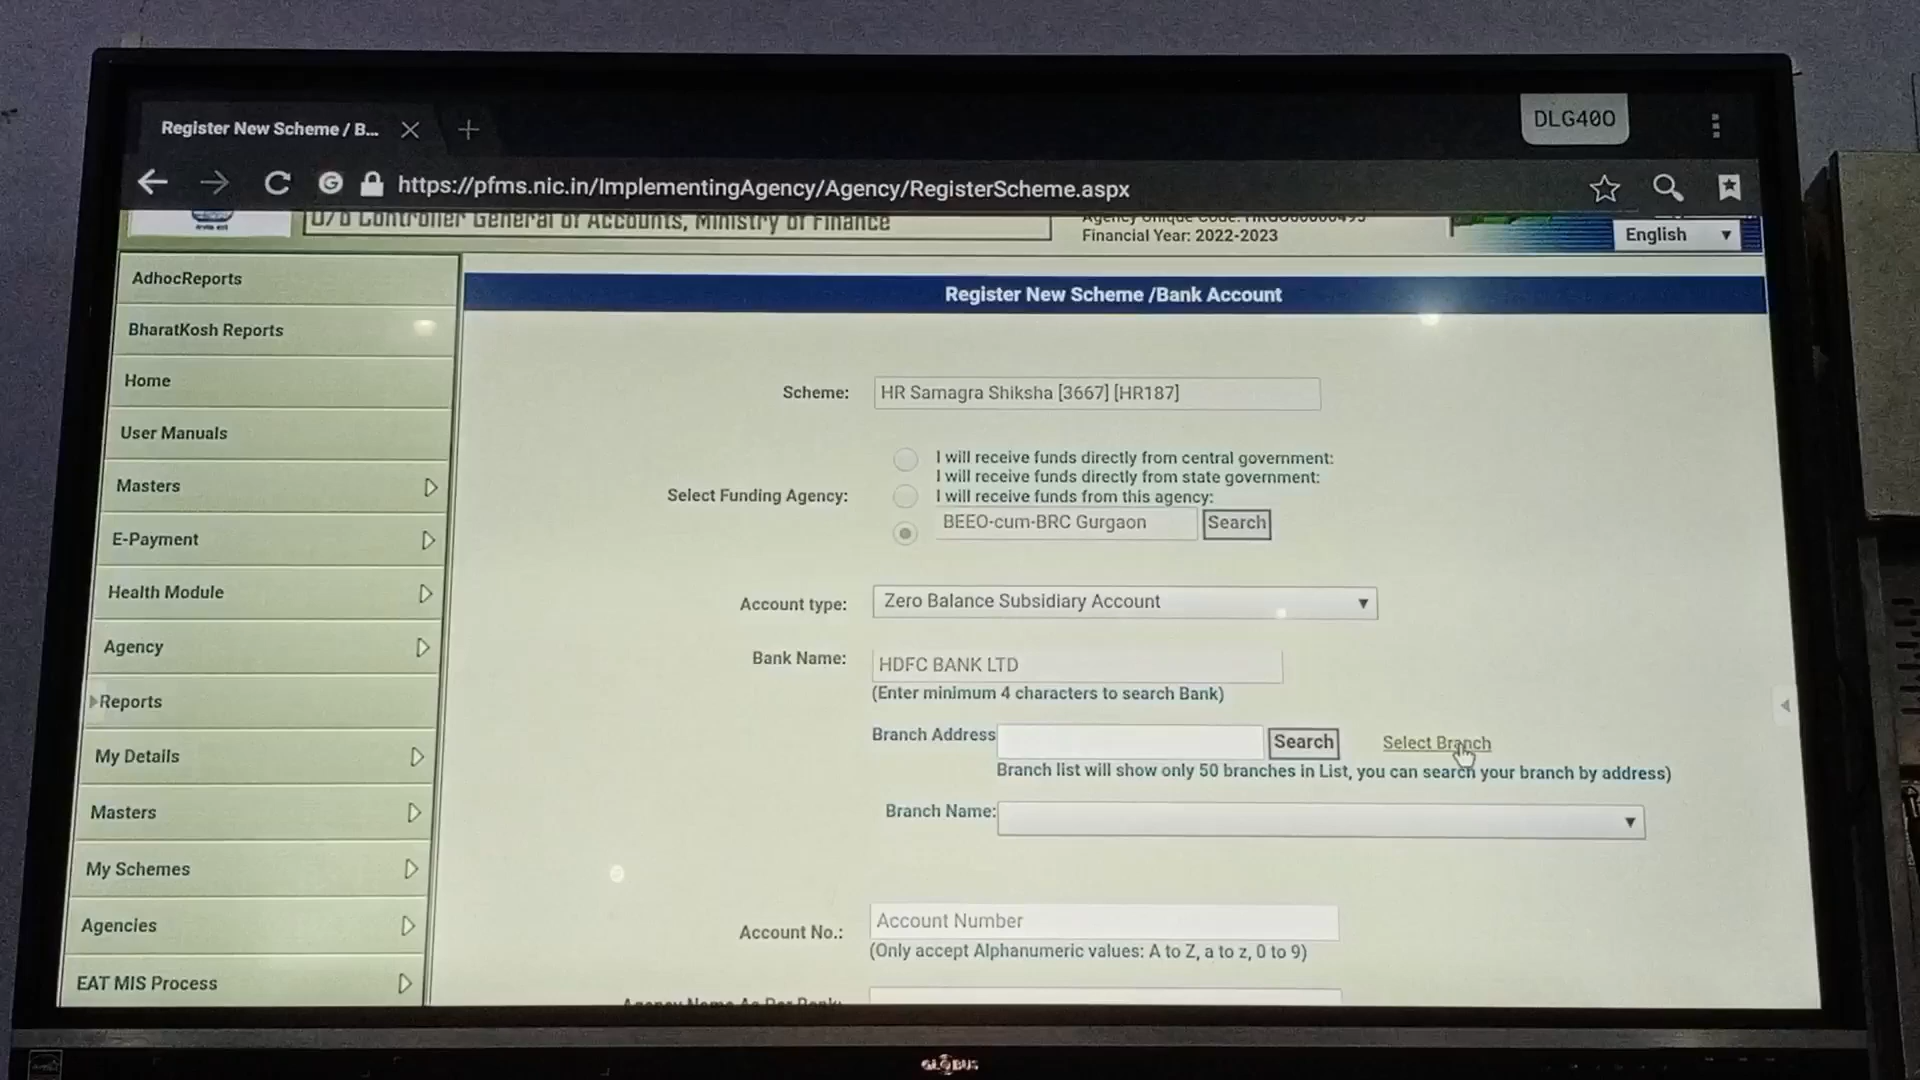 Register New Scheme / B...
DLG40O
https://pfms.nic.in/ImplementingAgency/Agency/RegisterScheme.aspx
O/o Controller General of Accounts, Ministry of Finance
Agency Unique Code:
Financial Year: 2022-2023
English
AdhocReports
BharatKosh Reports
Home
User Manuals
Masters
E-Payment
Health Module
Agency
Reports
My Details
Masters
My Schemes
Agencies
EAT MIS Process
Register New Scheme /Bank Account
Scheme: HR Samagra Shiksha [3667] [HR187]
I will receive funds directly from central government:
I will receive funds directly from state government:
Select Funding Agency: I will receive funds from this agency:
BEEO-cum-BRC Gurgaon Search
Account type: Zero Balance Subsidiary Account
Bank Name: HDFC BANK LTD
(Enter minimum 4 characters to search Bank)
Branch Address Search Select Branch
Branch list will show only 50 branches in List, you can search your branch by address)
Branch Name:
Account No.: Account Number
(Only accept Alphanumeric values: A to Z, a to z, 0 to 9)
Agency Name As Per Bank:
GLOBUS